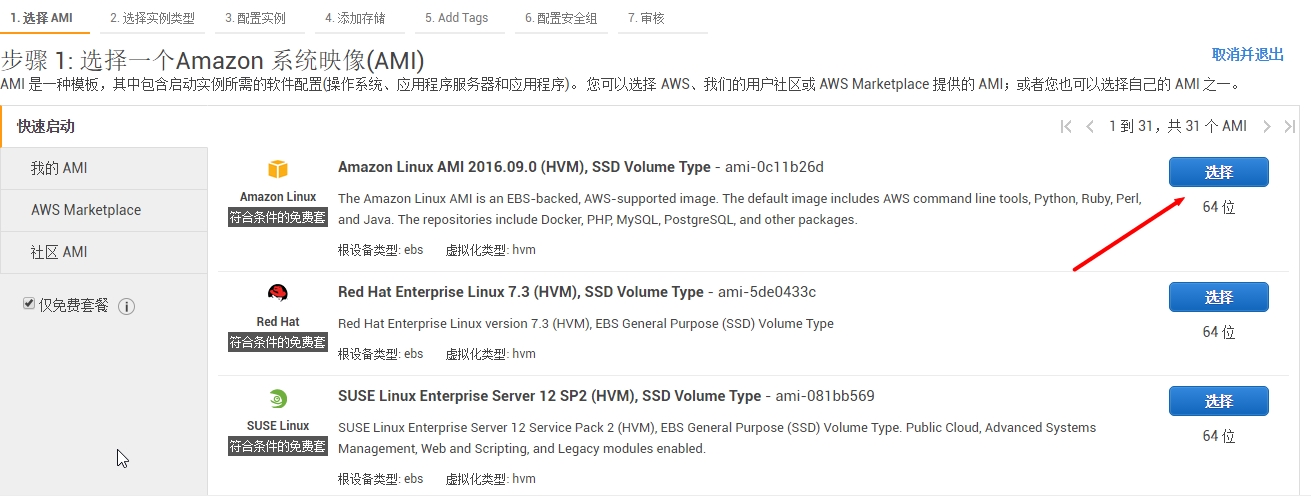 1. 选择 AMI
2. 选择实例类型
3. 配置实例
4. 添加存储
5. Add Tags
6. 配置安全组
7. 审核
步骤 1: 选择一个Amazon 系统映像(AMI)
取消并退出
AMI 是一种模板，其中包含启动实例所需的软件配置(操作系统、应用程序服务器和应用程序)。 您可以选择 AWS、我们的用户社区或 AWS Marketplace 提供的 AMI；或者您也可以选择自己的 AMI 之一。
快速启动
1 到 31，共 31 个 AMI
我的 AMI
AWS Marketplace
社区 AMI
仅免费套餐
Amazon Linux
符合条件的免费套
Amazon Linux AMI 2016.09.0 (HVM), SSD Volume Type - ami-0c11b26d
The Amazon Linux AMI is an EBS-backed, AWS-supported image. The default image includes AWS command line tools, Python, Ruby, Perl,
and Java. The repositories include Docker, PHP, MySQL, PostgreSQL, and other packages.
根设备类型: ebs 虚拟化类型: hvm
选择
64 位
Red Hat
符合条件的免费套
Red Hat Enterprise Linux 7.3 (HVM), SSD Volume Type - ami-5de0433c
Red Hat Enterprise Linux version 7.3 (HVM), EBS General Purpose (SSD) Volume Type
根设备类型: ebs 虚拟化类型: hvm
选择
64 位
SUSE Linux
符合条件的免费套
SUSE Linux Enterprise Server 12 SP2 (HVM), SSD Volume Type - ami-081bb569
SUSE Linux Enterprise Server 12 Service Pack 2 (HVM), EBS General Purpose (SSD) Volume Type. Public Cloud, Advanced Systems
Management, Web and Scripting, and Legacy modules enabled.
根设备类型: ebs 虚拟化类型: hvm
选择
64 位